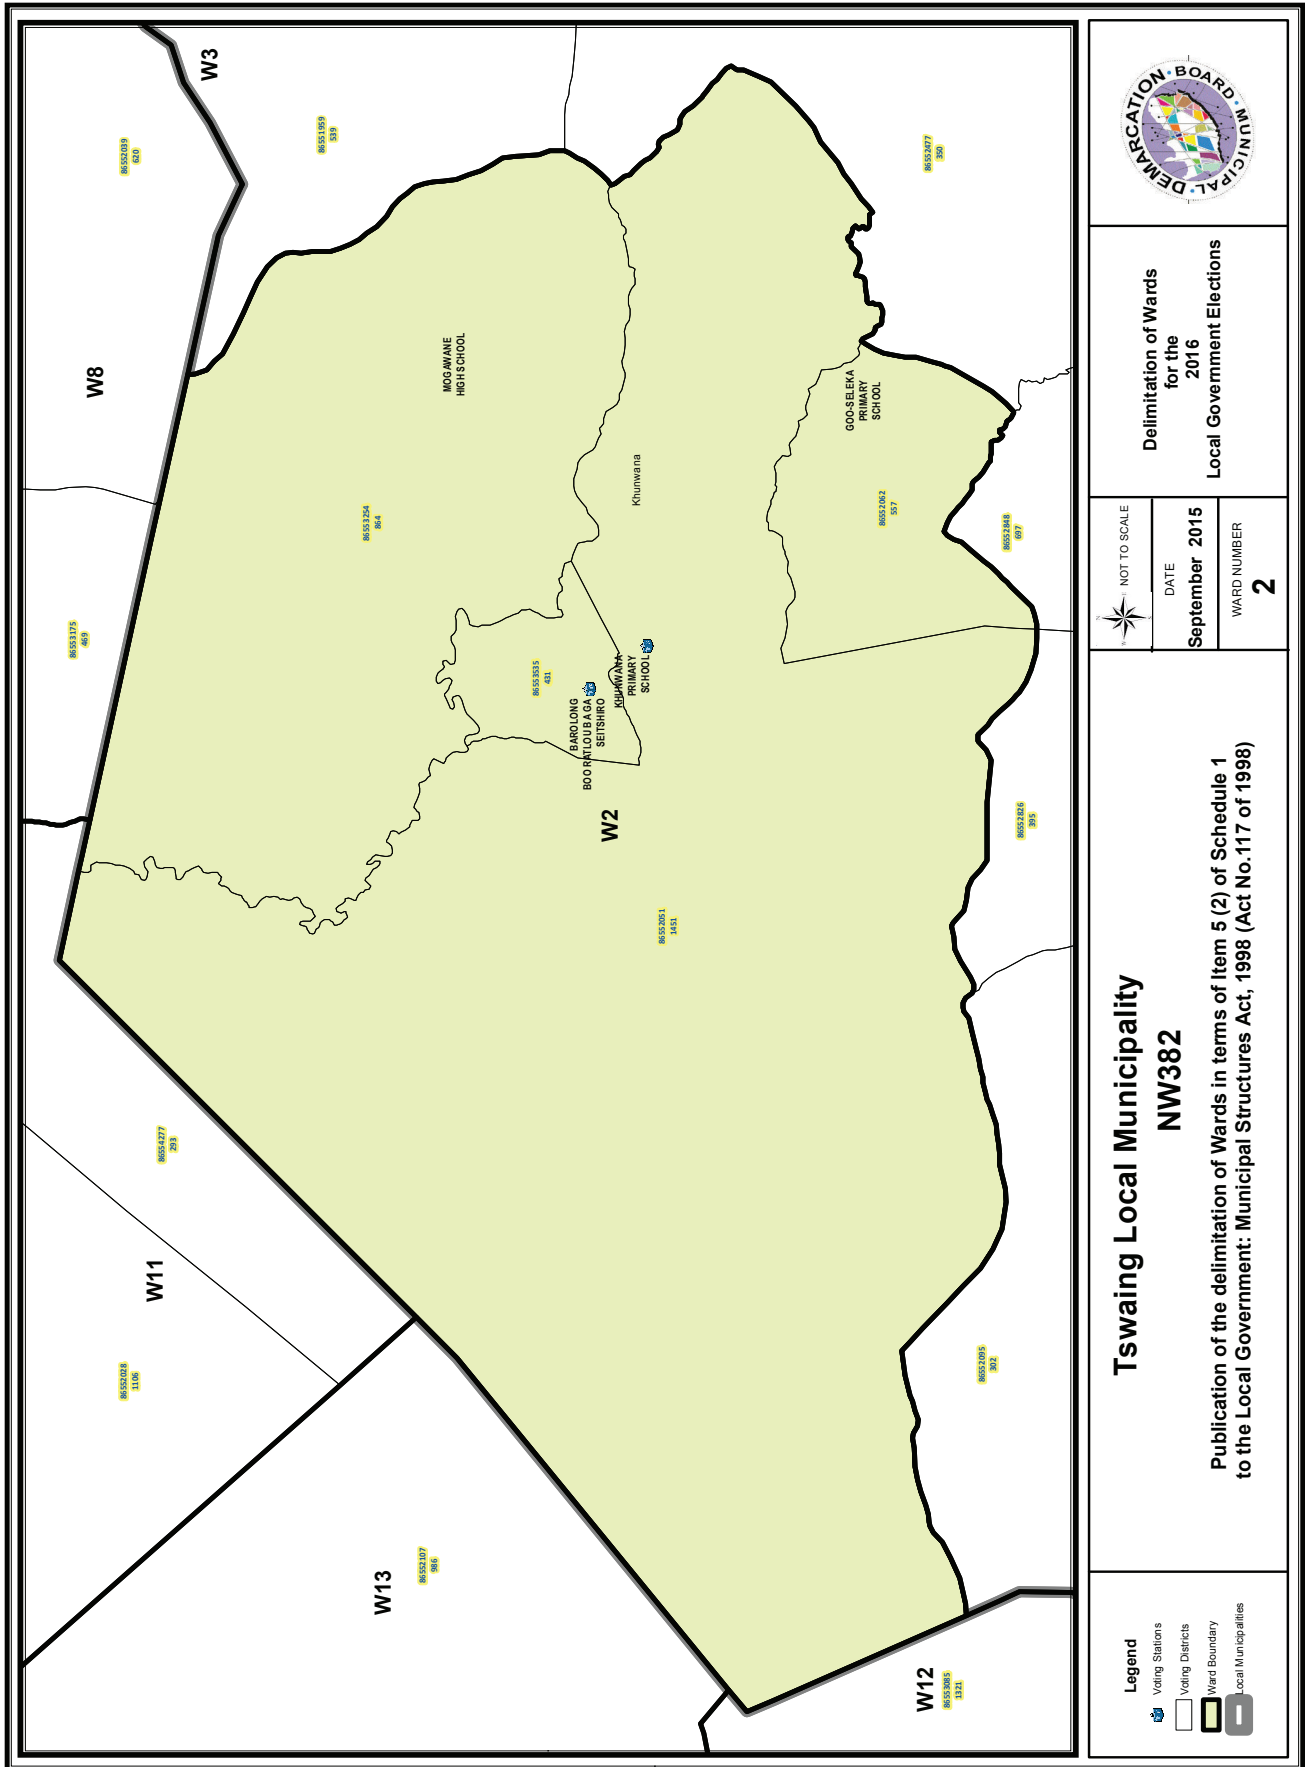 W3
W8
W11
W13
W12
W2
86552039
620
86551959
539
86552477
350
86553175
469
86553254
864
MOGAWANE
HIGH SCHOOL
Khunwana
GOO-SELEKA
PRIMARY
SCHOOL
86552062
557
86552848
697
86553535
431
BAROLONG
BOO RATLOU BAGA
SEITSHIRO
KHUNWANA
PRIMARY
SCHOOL
86552051
1451
86552826
395
86554277
293
86552028
1106
86552107
986
86552095
302
86553085
1321
Legend
Voting Stations
Voting Districts
Ward Boundary
Local Municipalities
Tswaing Local Municipality
NW382
Publication of the delimitation of Wards in terms of Item 5 (2) of Schedule 1
to the Local Government: Municipal Structures Act, 1998 (Act No.117 of 1998)
N
W
E
S
NOT TO SCALE
DATE
September 2015
WARD NUMBER
2
Delimitation of Wards
for the
2016
Local Government Elections
MUNICIPAL · DEMARCATION · BOARD ·